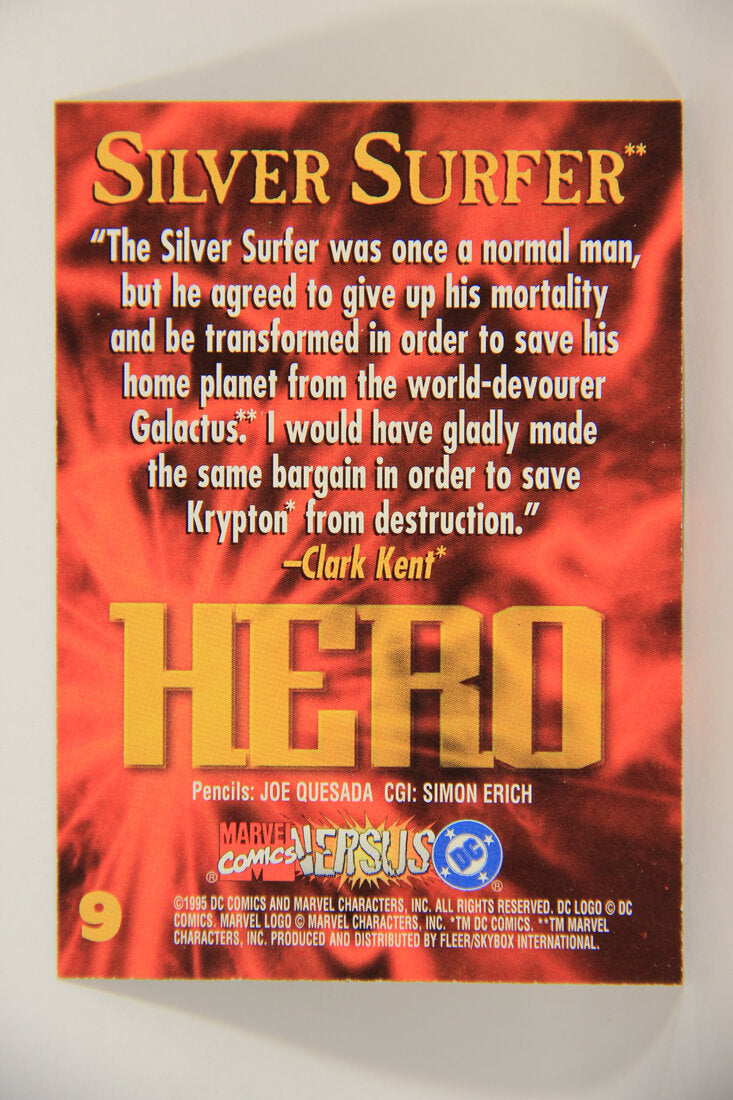 SILVER SURFER**
“The Silver Surfer was once a normal man,
but he agreed to give up his mortality
and be transformed in order to save his
home planet from the world-devourer
Galactus.** I would have gladly made
the same bargain in order to save
Krypton* from destruction.”
–Clark Kent*
HERO
Pencils: JOE QUESADA CGI: SIMON ERICH
MARVEL COMICS ® VERSUS DC ®
9
©1995 DC COMICS AND MARVEL CHARACTERS, INC. ALL RIGHTS RESERVED. DC LOGO © DC
COMICS. MARVEL LOGO © MARVEL CHARACTERS, INC. *TM DC COMICS. **TM MARVEL
CHARACTERS, INC. PRODUCED AND DISTRIBUTED BY FLEER/SKYBOX INTERNATIONAL.